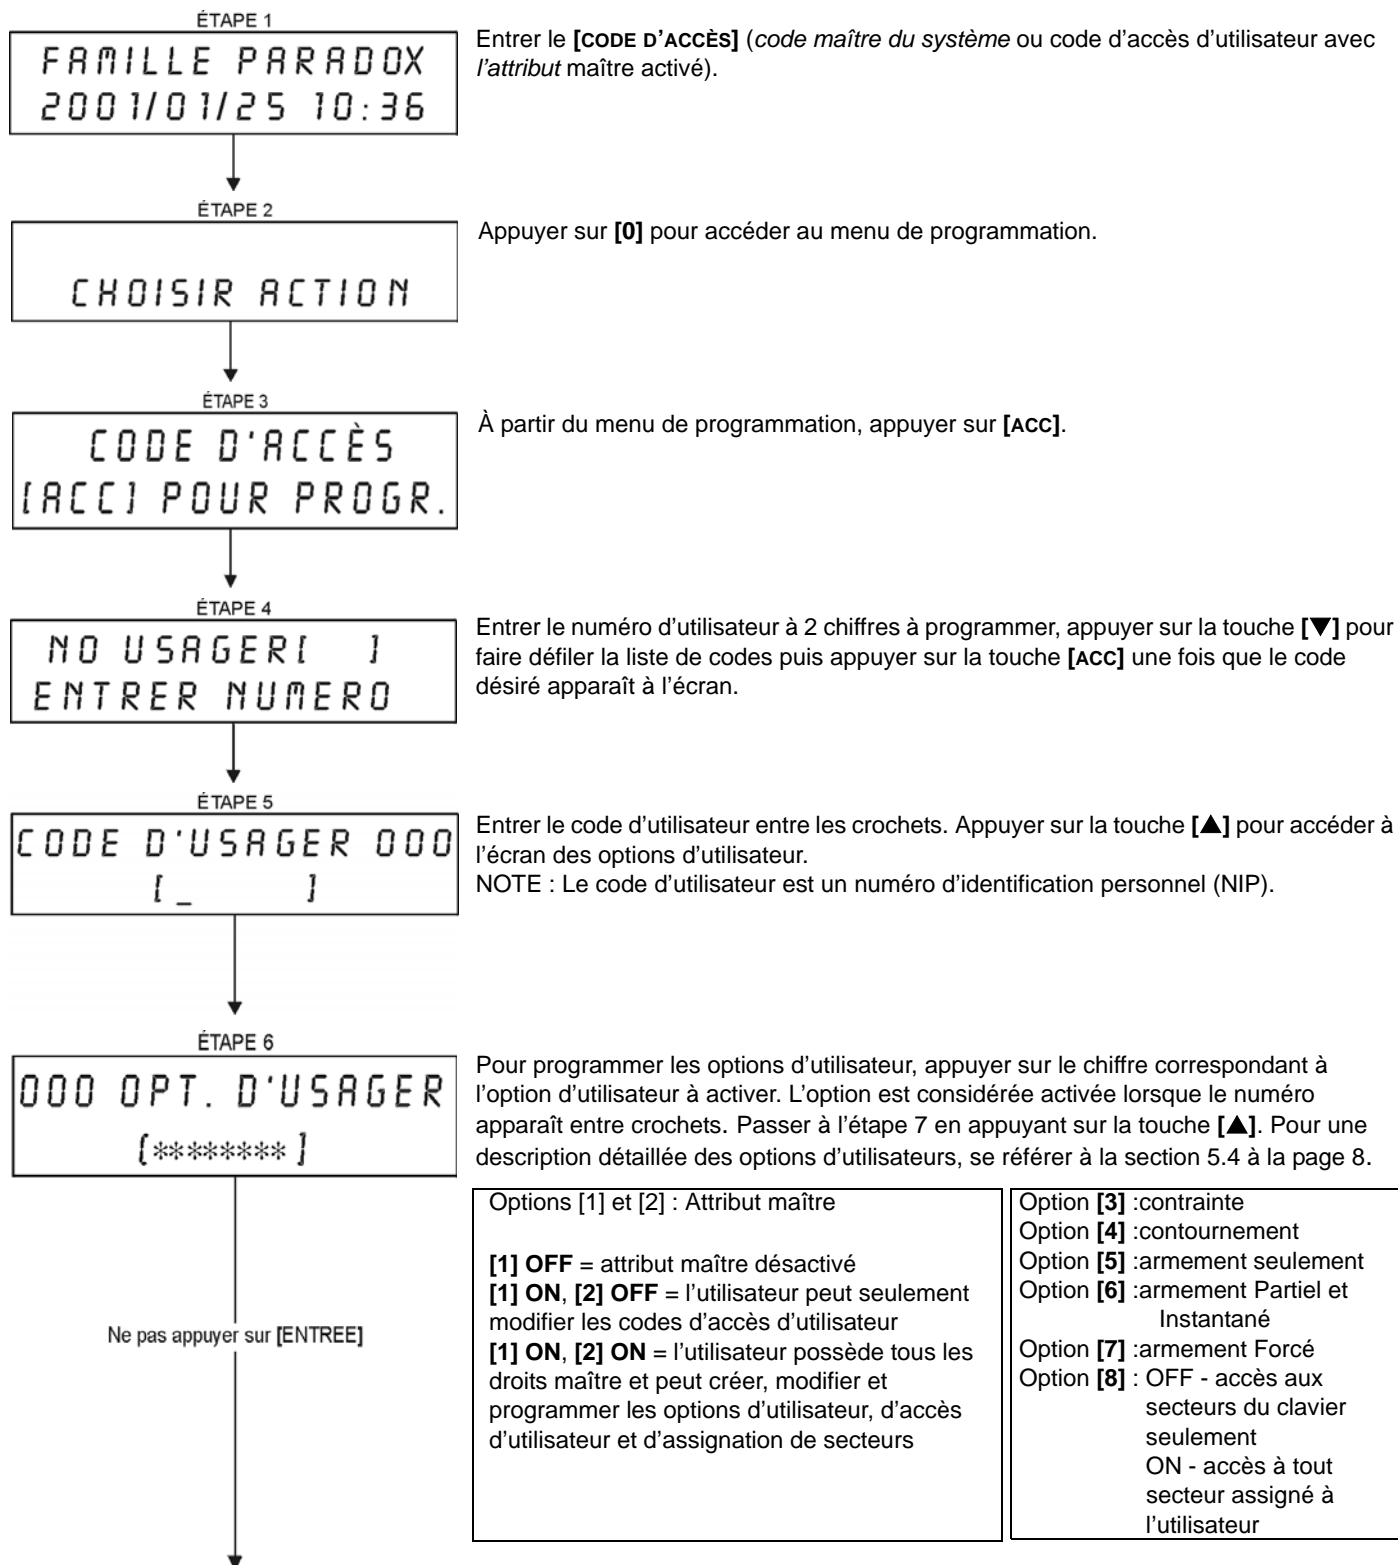 ÉTAPE 1
FAMILLE PARADOX
2001/01/25 10:36
Entrer le [CODE D'ACCÈS] (code maître du système ou code d'accès d'utilisateur avec
l'attribut maître activé).
ÉTAPE 2
CHOISIR ACTION
Appuyer sur [0] pour accéder au menu de programmation.
ÉTAPE 3
CODE D'ACCÈS
[ACC] POUR PROGR.
À partir du menu de programmation, appuyer sur [ACC].
ÉTAPE 4
NO USAGER[ ]
ENTRER NUMERO
Entrer le numéro d'utilisateur à 2 chiffres à programmer, appuyer sur la touche [▼] pour
faire défiler la liste de codes puis appuyer sur la touche [ACC] une fois que le code
désiré apparaît à l'écran.
ÉTAPE 5
CODE D'USAGER 000
[_ ]
Entrer le code d'utilisateur entre les crochets. Appuyer sur la touche [▲] pour accéder à
l'écran des options d'utilisateur.
NOTE : Le code d'utilisateur est un numéro d'identification personnel (NIP).
ÉTAPE 6
000 OPT. D'USAGER
[********]
Pour programmer les options d'utilisateur, appuyer sur le chiffre correspondant à
l'option d'utilisateur à activer. L'option est considérée activée lorsque le numéro
apparaît entre crochets. Passer à l'étape 7 en appuyant sur la touche [▲]. Pour une
description détaillée des options d'utilisateurs, se référer à la section 5.4 à la page 8.
Ne pas appuyer sur [ENTREE]
Options [1] et [2] : Attribut maître
[1] OFF = attribut maître désactivé
[1] ON, [2] OFF = l'utilisateur peut seulement
modifier les codes d'accès d'utilisateur
[1] ON, [2] ON = l'utilisateur possède tous les
droits maître et peut créer, modifier et
programmer les options d'utilisateur, d'accès
d'utilisateur et d'assignation de secteurs
Option [3] :contrainte
Option [4] :contournement
Option [5] :armement seulement
Option [6] :armement Partiel et
Instantané
Option [7] :armement Forcé
Option [8] : OFF - accès aux
secteurs du clavier
seulement
ON - accès à tout
secteur assigné à
l'utilisateur